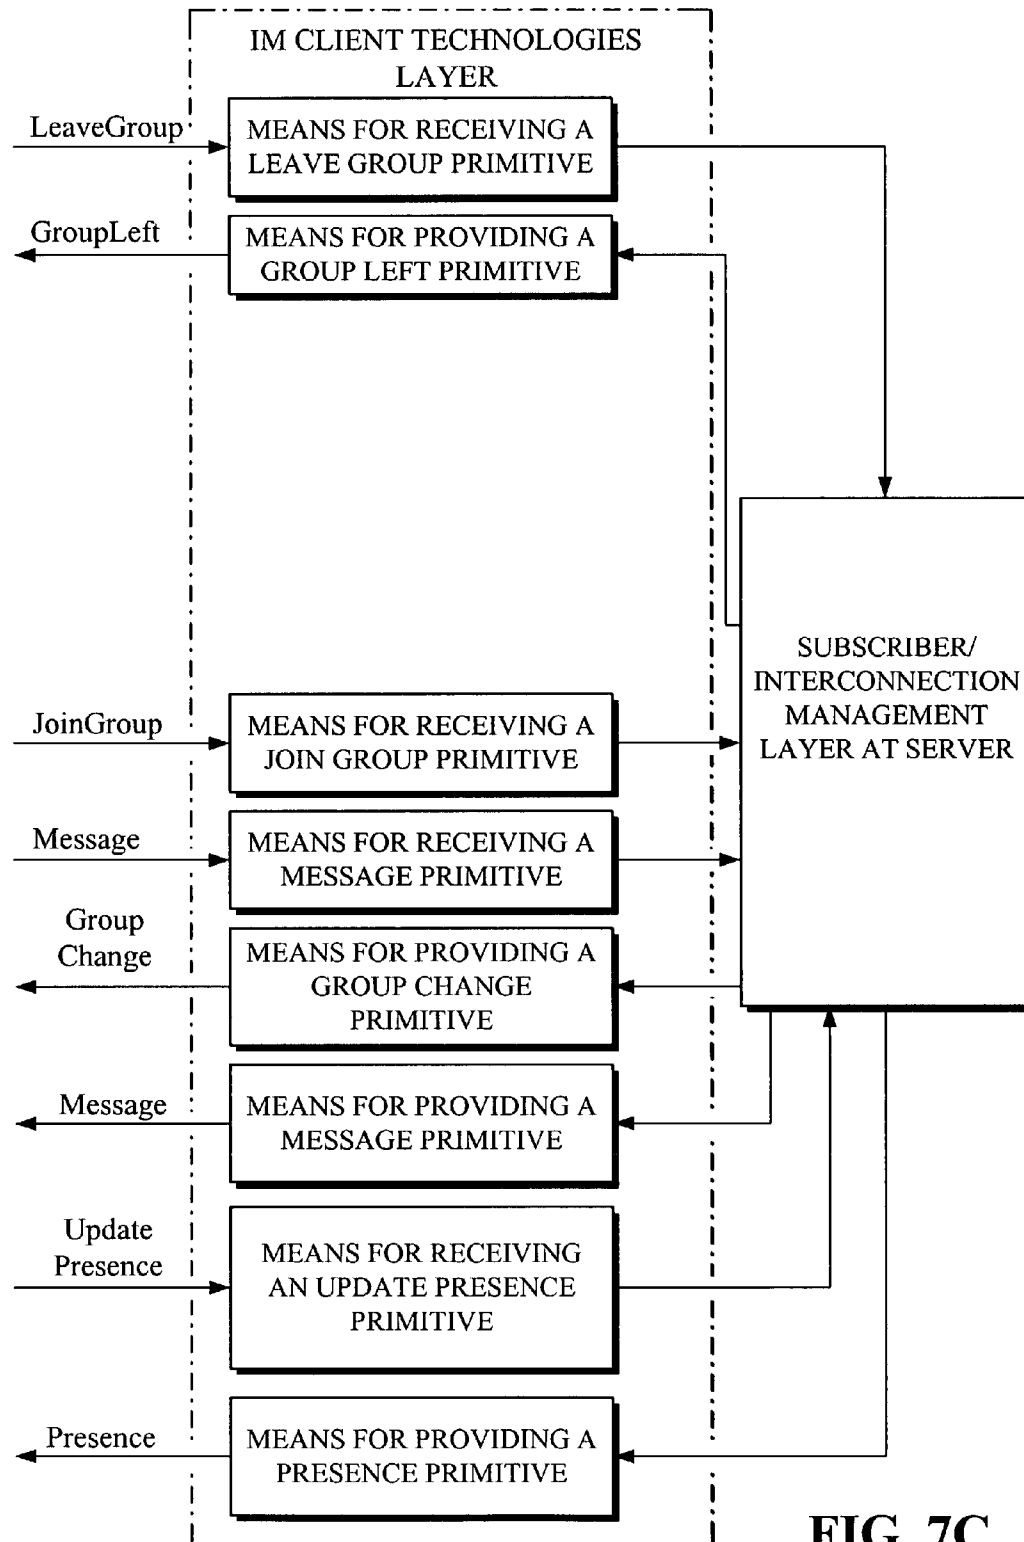 IM CLIENT TECHNOLOGIES
LAYER
LeaveGroup
MEANS FOR RECEIVING A
LEAVE GROUP PRIMITIVE
GroupLeft
MEANS FOR PROVIDING A
GROUP LEFT PRIMITIVE
SUBSCRIBER/
INTERCONNECTION
MANAGEMENT
LAYER AT SERVER
JoinGroup
MEANS FOR RECEIVING A
JOIN GROUP PRIMITIVE
Message
MEANS FOR RECEIVING A
MESSAGE PRIMITIVE
Group
Change
MEANS FOR PROVIDING A
GROUP CHANGE
PRIMITIVE
Message
MEANS FOR PROVIDING A
MESSAGE PRIMITIVE
Update
Presence
MEANS FOR RECEIVING
AN UPDATE PRESENCE
PRIMITIVE
Presence
MEANS FOR PROVIDING A
PRESENCE PRIMITIVE
FIG. 7C